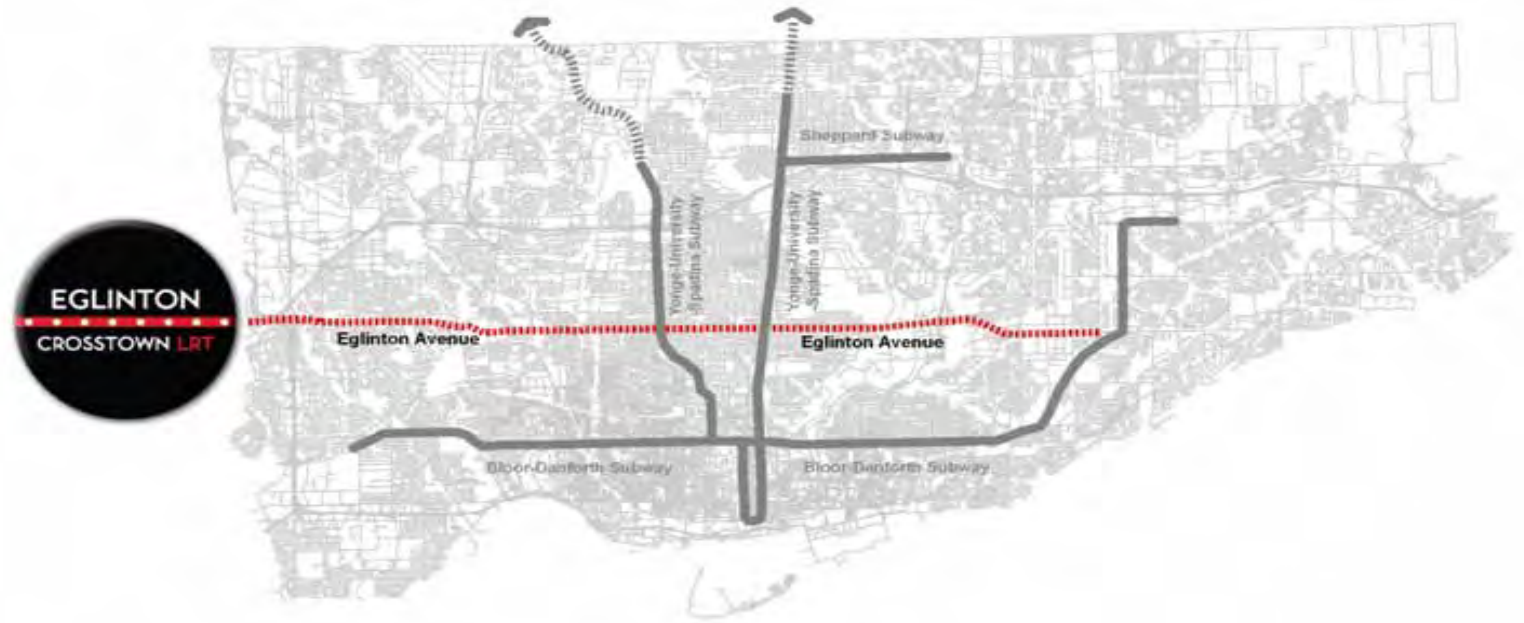 Sheppard Subway
Yonge-University
-Spadina Subway
Yonge-University
-Spadina Subway
EGLINTON
CROSSTOWN LRT
Eglinton Avenue
Eglinton Avenue
Bloor-Danforth Subway
Bloor-Danforth Subway